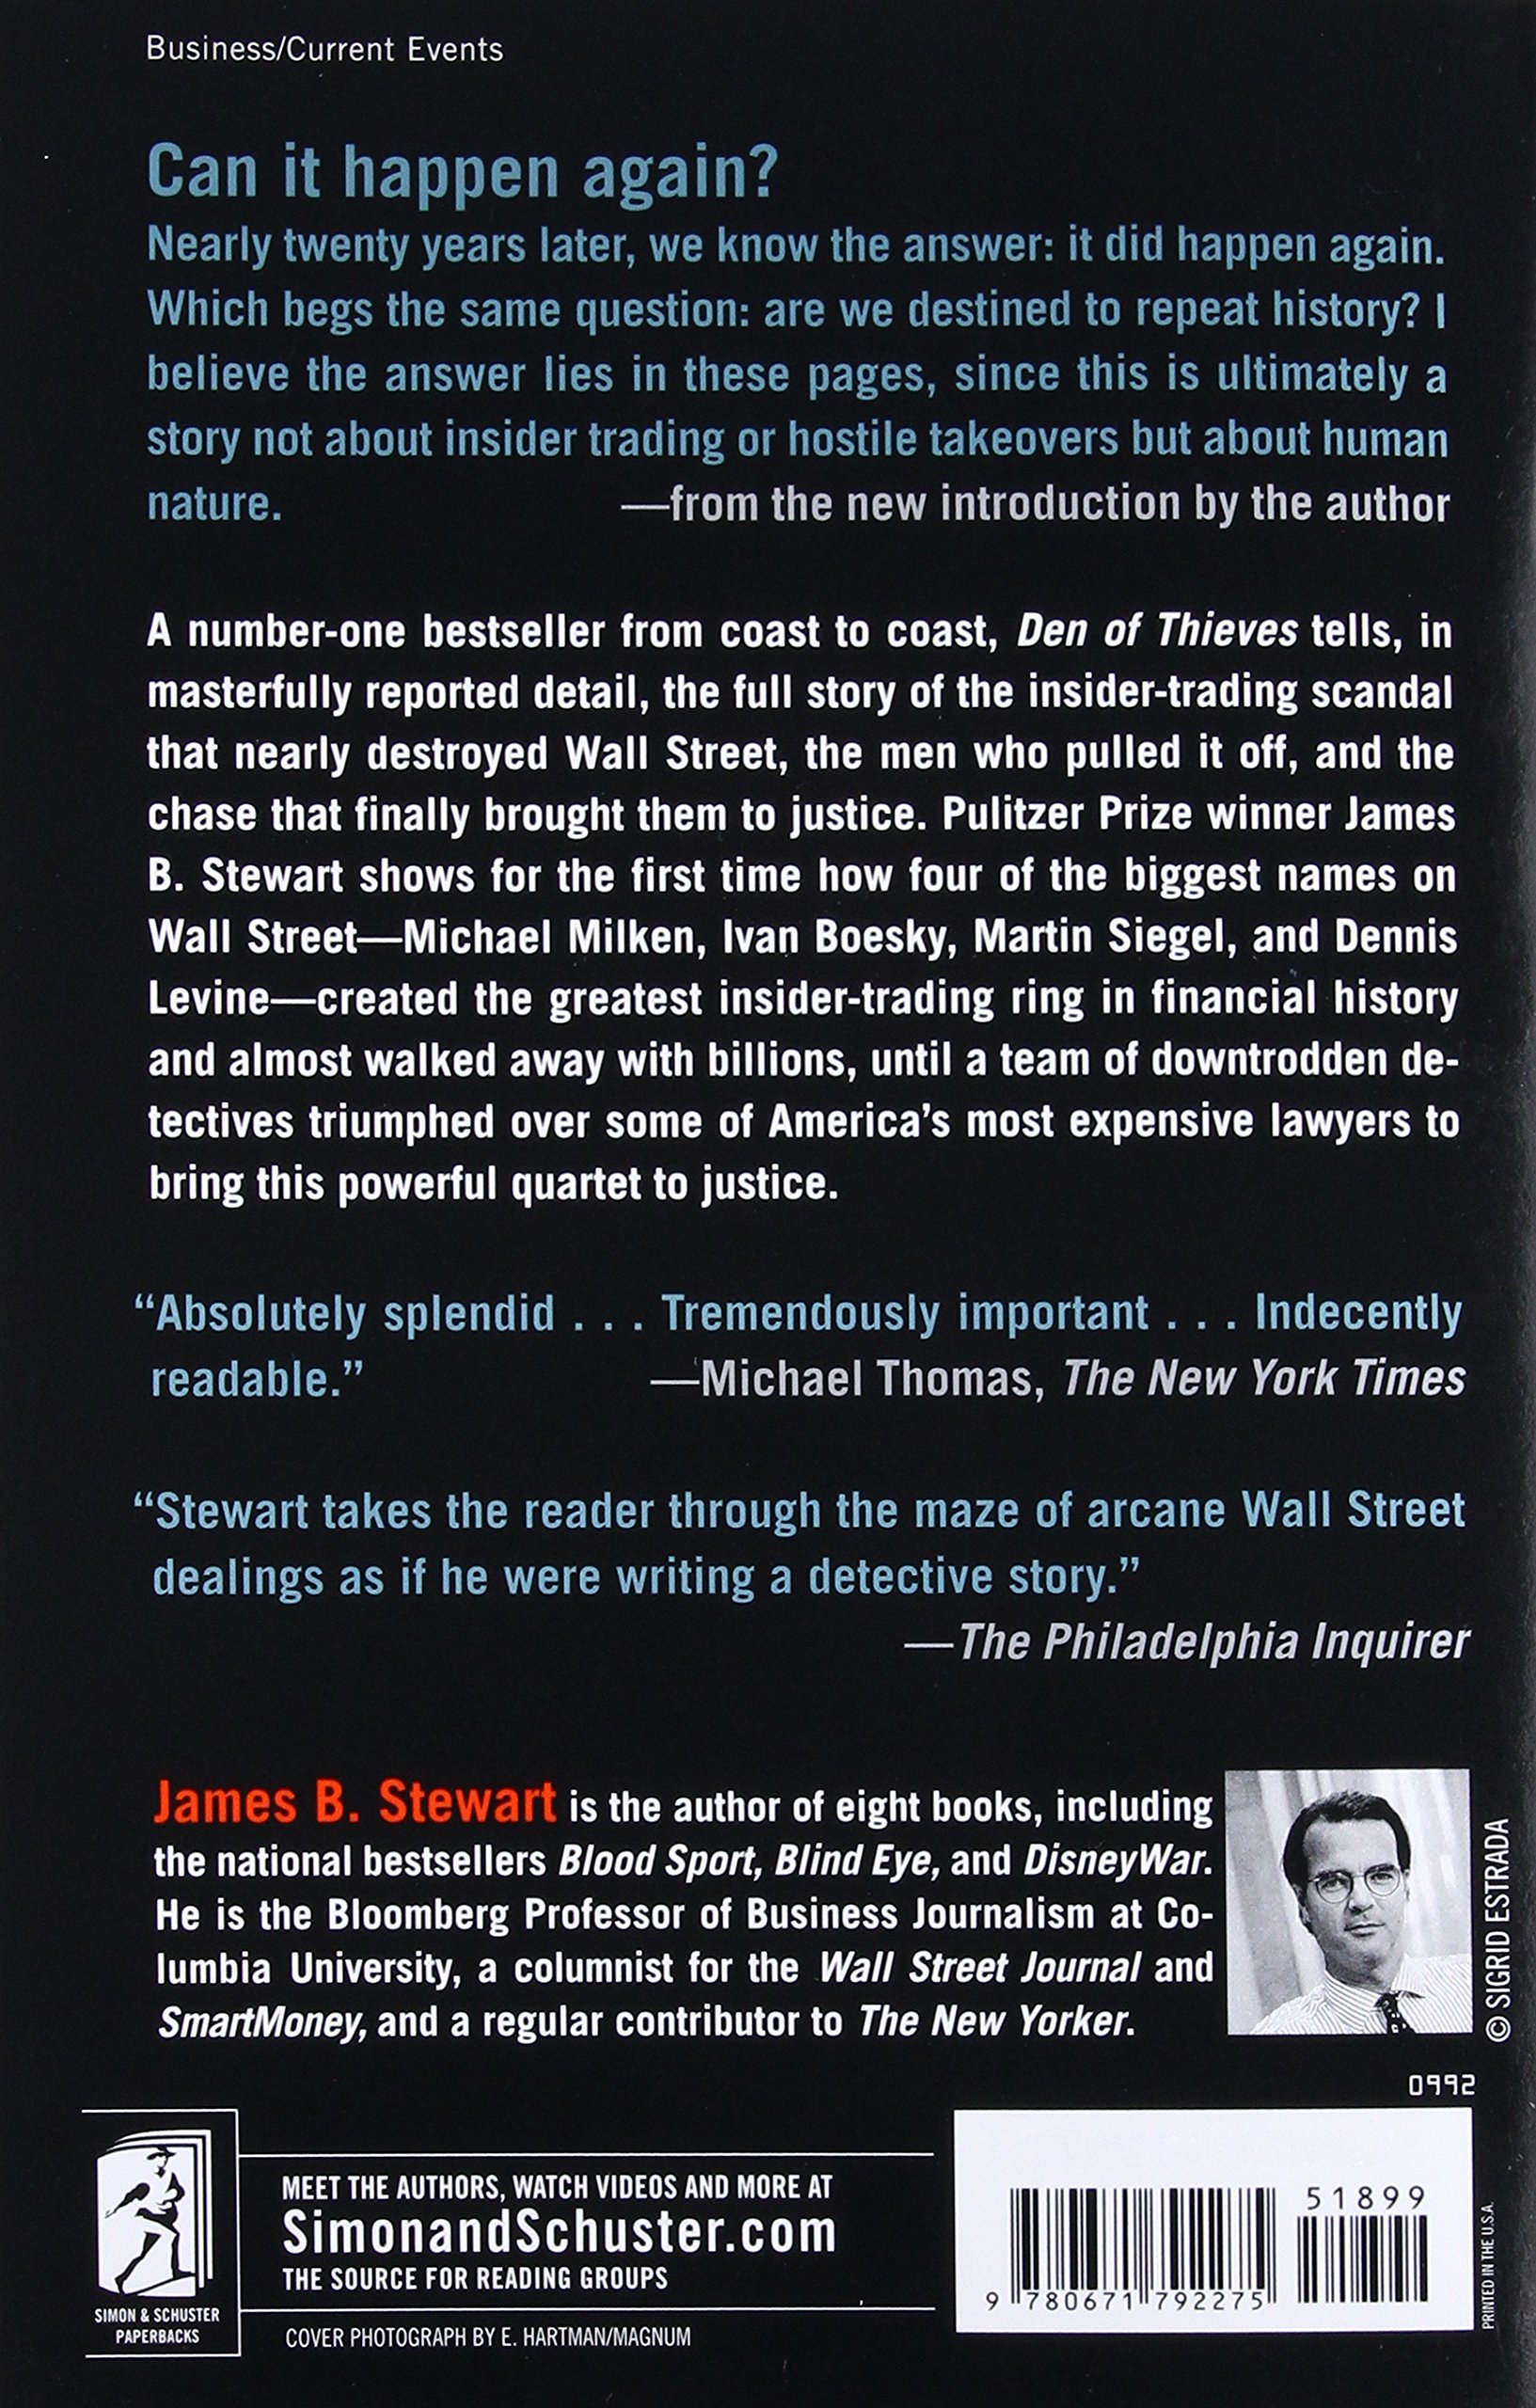 Business/Current Events
Can it happen again?
Nearly twenty years later, we know the answer: it did happen again.
Which begs the same question: are we destined to repeat history? I
believe the answer lies in these pages, since this is ultimately a
story not about insider trading or hostile takeovers but about human
nature. —from the new introduction by the author
A number-one bestseller from coast to coast, Den of Thieves tells, in
masterfully reported detail, the full story of the insider-trading scandal
that nearly destroyed Wall Street, the men who pulled it off, and the
chase that finally brought them to justice. Pulitzer Prize winner James
B. Stewart shows for the first time how four of the biggest names on
Wall Street—Michael Milken, Ivan Boesky, Martin Siegel, and Dennis
Levine—created the greatest insider-trading ring in financial history
and almost walked away with billions, until a team of downtrodden de-
tectives triumphed over some of America’s most expensive lawyers to
bring this powerful quartet to justice.
“Absolutely splendid . . . Tremendously important . . . Indecently
readable.” —Michael Thomas, The New York Times
“Stewart takes the reader through the maze of arcane Wall Street
dealings as if he were writing a detective story.”
—The Philadelphia Inquirer
James B. Stewart is the author of eight books, including
the national bestsellers Blood Sport, Blind Eye, and DisneyWar.
He is the Bloomberg Professor of Business Journalism at Co-
lumbia University, a columnist for the Wall Street Journal and
SmartMoney, and a regular contributor to The New Yorker.
© SIGRID ESTRADA
0992
MEET THE AUTHORS, WATCH VIDEOS AND MORE AT
SimonandSchuster.com
THE SOURCE FOR READING GROUPS
SIMON & SCHUSTER
PAPERBACKS
COVER PHOTOGRAPH BY E. HARTMAN/MAGNUM
51899
9 780671 792275
PRINTED IN THE U.S.A.